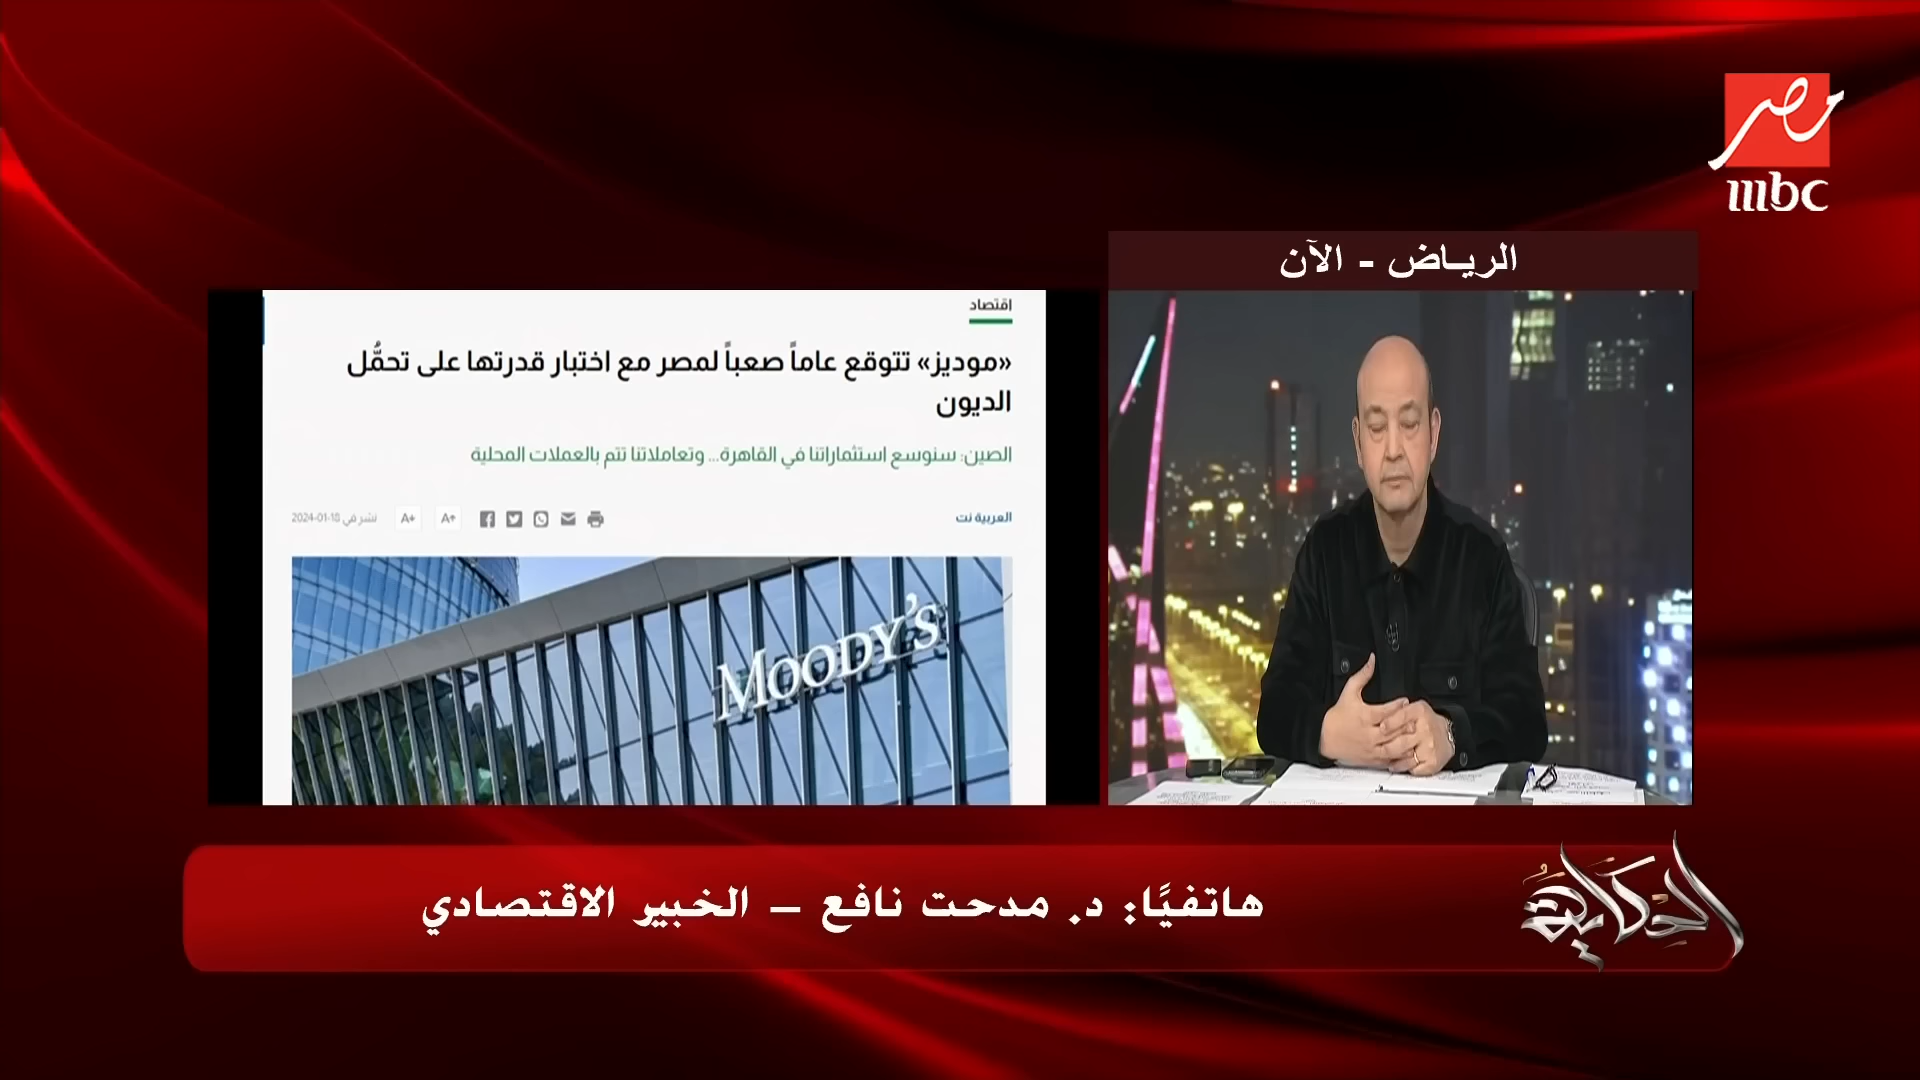 مصر
mbc
الرياض - الآن
اقتصاد
«موديز» تتوقع عاماً صعباً لمصر مع اختبار قدرتها على تحمُّل
الديون
الصين: سنوسع استثماراتنا في القاهرة... وتعاملاتنا تتم بالعملات المحلية
العربية نت
نشر في 18-01-2024
A+
A+
MOODY'S
الحكاية
هاتفيًا: د. مدحت نافع – الخبير الاقتصادي